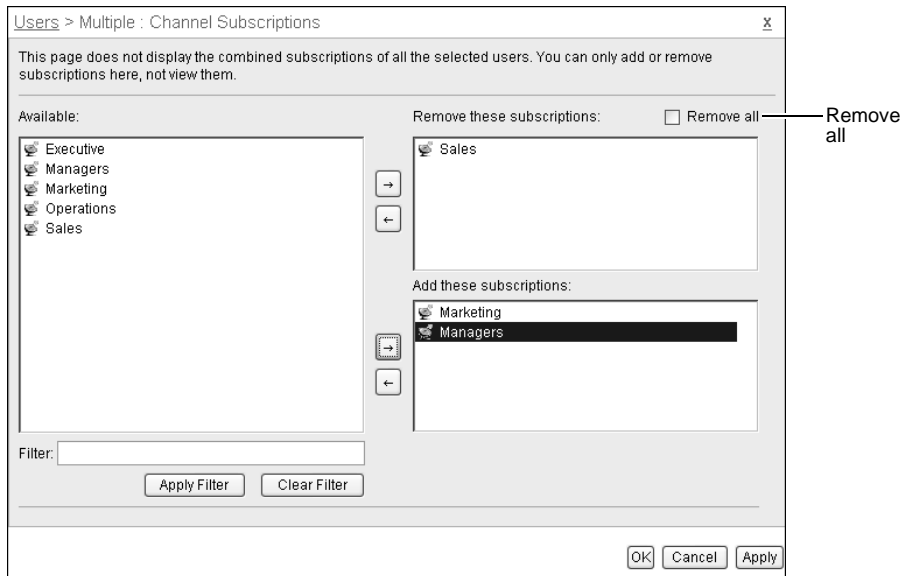 Users > Multiple : Channel Subscriptions
x
This page does not display the combined subscriptions of all the selected users. You can only add or remove
subscriptions here, not view them.
Available:
Executive
Managers
Marketing
Operations
Sales
→
←
Remove these subscriptions:
Remove all
Remove
all
Sales
Add these subscriptions:
Marketing
Managers
→
←
Filter:
Apply Filter
Clear Filter
OK
Cancel
Apply